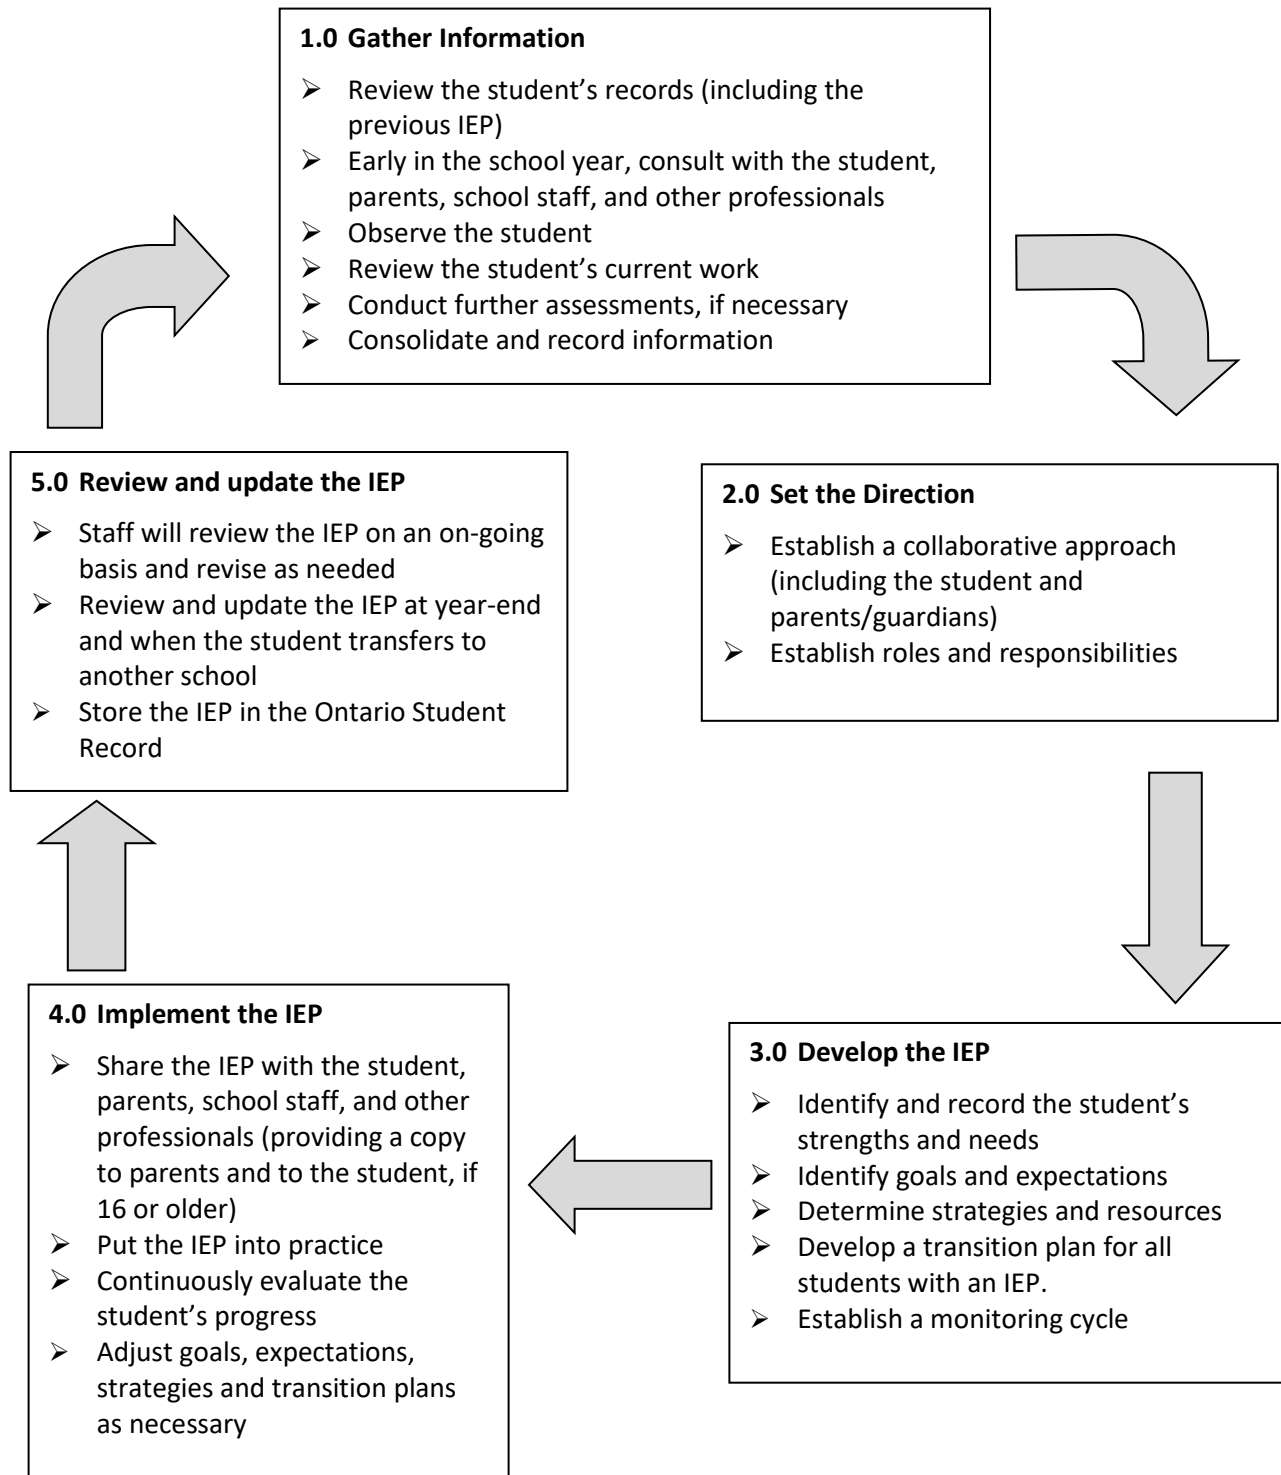 1.0 Gather Information
➢ Review the student’s records (including the
previous IEP)
➢ Early in the school year, consult with the student,
parents, school staff, and other professionals
➢ Observe the student
➢ Review the student’s current work
➢ Conduct further assessments, if necessary
➢ Consolidate and record information
2.0 Set the Direction
➢ Establish a collaborative approach
(including the student and
parents/guardians)
➢ Establish roles and responsibilities
3.0 Develop the IEP
➢ Identify and record the student’s
strengths and needs
➢ Identify goals and expectations
➢ Determine strategies and resources
➢ Develop a transition plan for all
students with an IEP.
➢ Establish a monitoring cycle
4.0 Implement the IEP
➢ Share the IEP with the student,
parents, school staff, and other
professionals (providing a copy
to parents and to the student, if
16 or older)
➢ Put the IEP into practice
➢ Continuously evaluate the
student’s progress
➢ Adjust goals, expectations,
strategies and transition plans
as necessary
5.0 Review and update the IEP
➢ Staff will review the IEP on an on-going
basis and revise as needed
➢ Review and update the IEP at year-end
and when the student transfers to
another school
➢ Store the IEP in the Ontario Student
Record